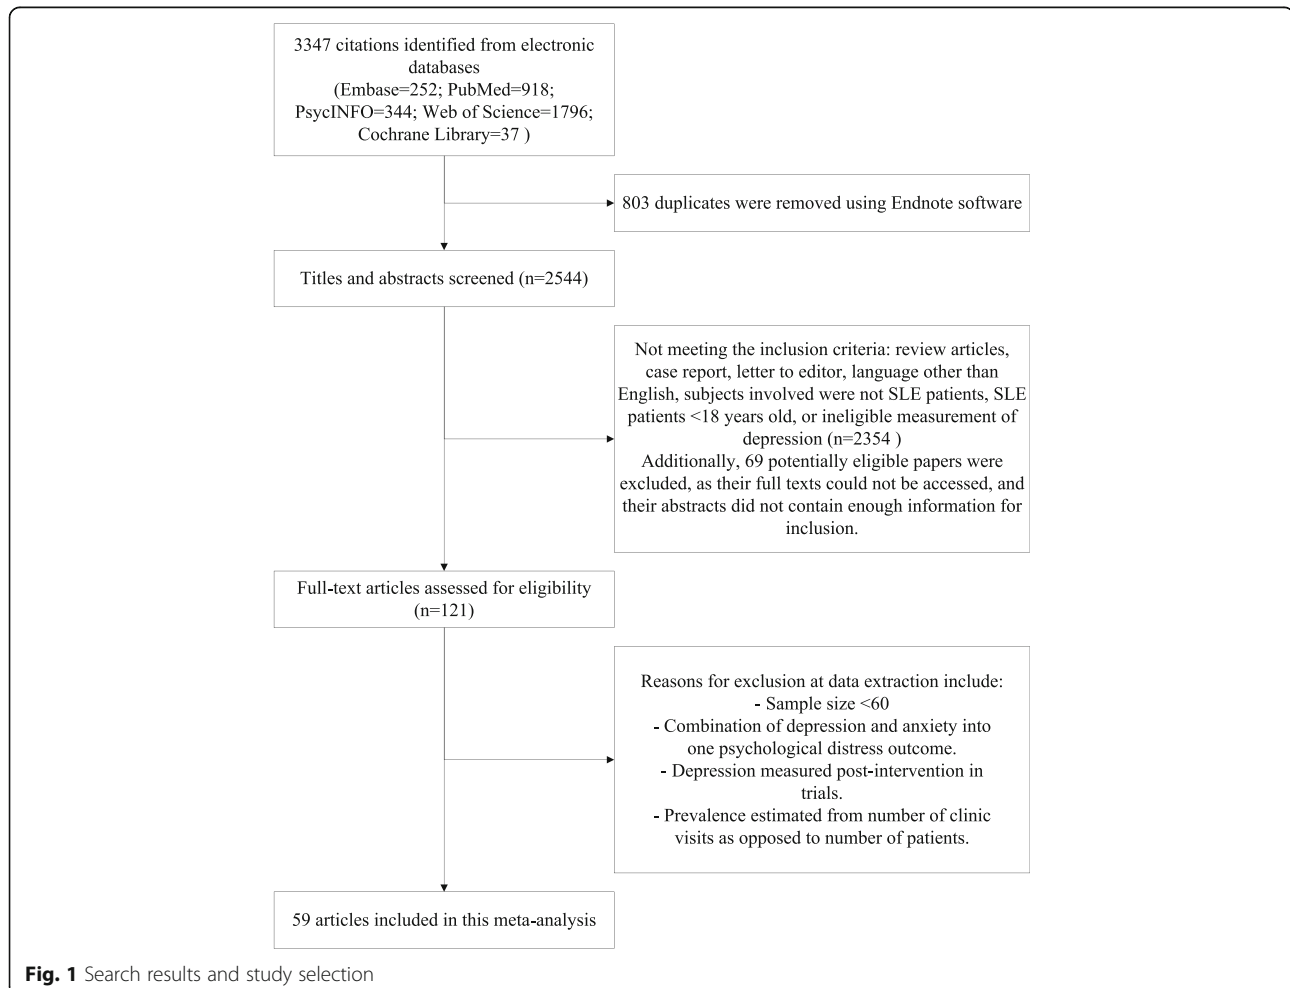 3347 citations identified from electronic
databases
(Embase=252; PubMed=918;
PsycINFO=344; Web of Science=1796;
Cochrane Library=37 )
803 duplicates were removed using Endnote software
Titles and abstracts screened (n=2544)
Not meeting the inclusion criteria: review articles,
case report, letter to editor, language other than
English, subjects involved were not SLE patients, SLE
patients <18 years old, or ineligible measurement of
depression (n=2354 )
Additionally, 69 potentially eligible papers were
excluded, as their full texts could not be accessed, and
their abstracts did not contain enough information for
inclusion.
Full-text articles assessed for eligibility
(n=121)
Reasons for exclusion at data extraction include:
- Sample size <60
- Combination of depression and anxiety into
one psychological distress outcome.
- Depression measured post-intervention in
trials.
- Prevalence estimated from number of clinic
visits as opposed to number of patients.
59 articles included in this meta-analysis
Fig. 1 Search results and study selection